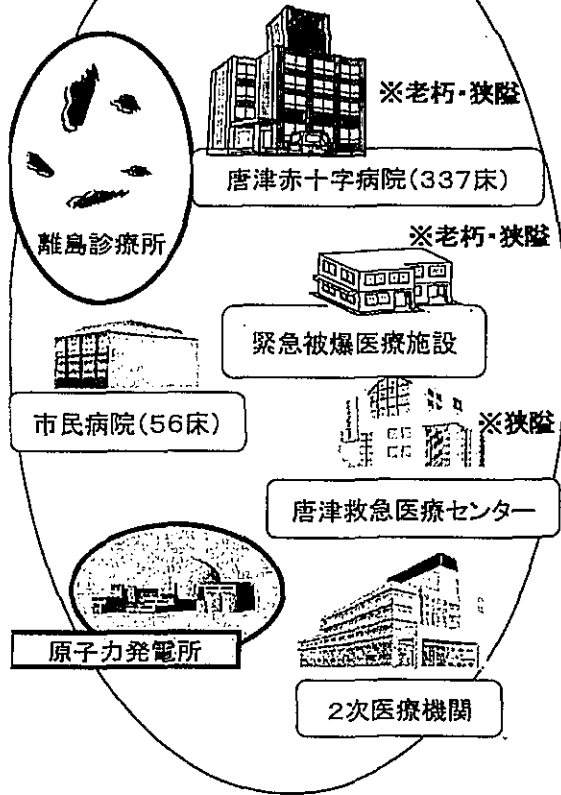 ※老朽・狭隘
唐津赤十字病院(337床)
離島診療所
※老朽・狭隘
緊急被爆医療施設
市民病院(56床)
※狭隘
唐津救急医療センター
原子力発電所
2次医療機関